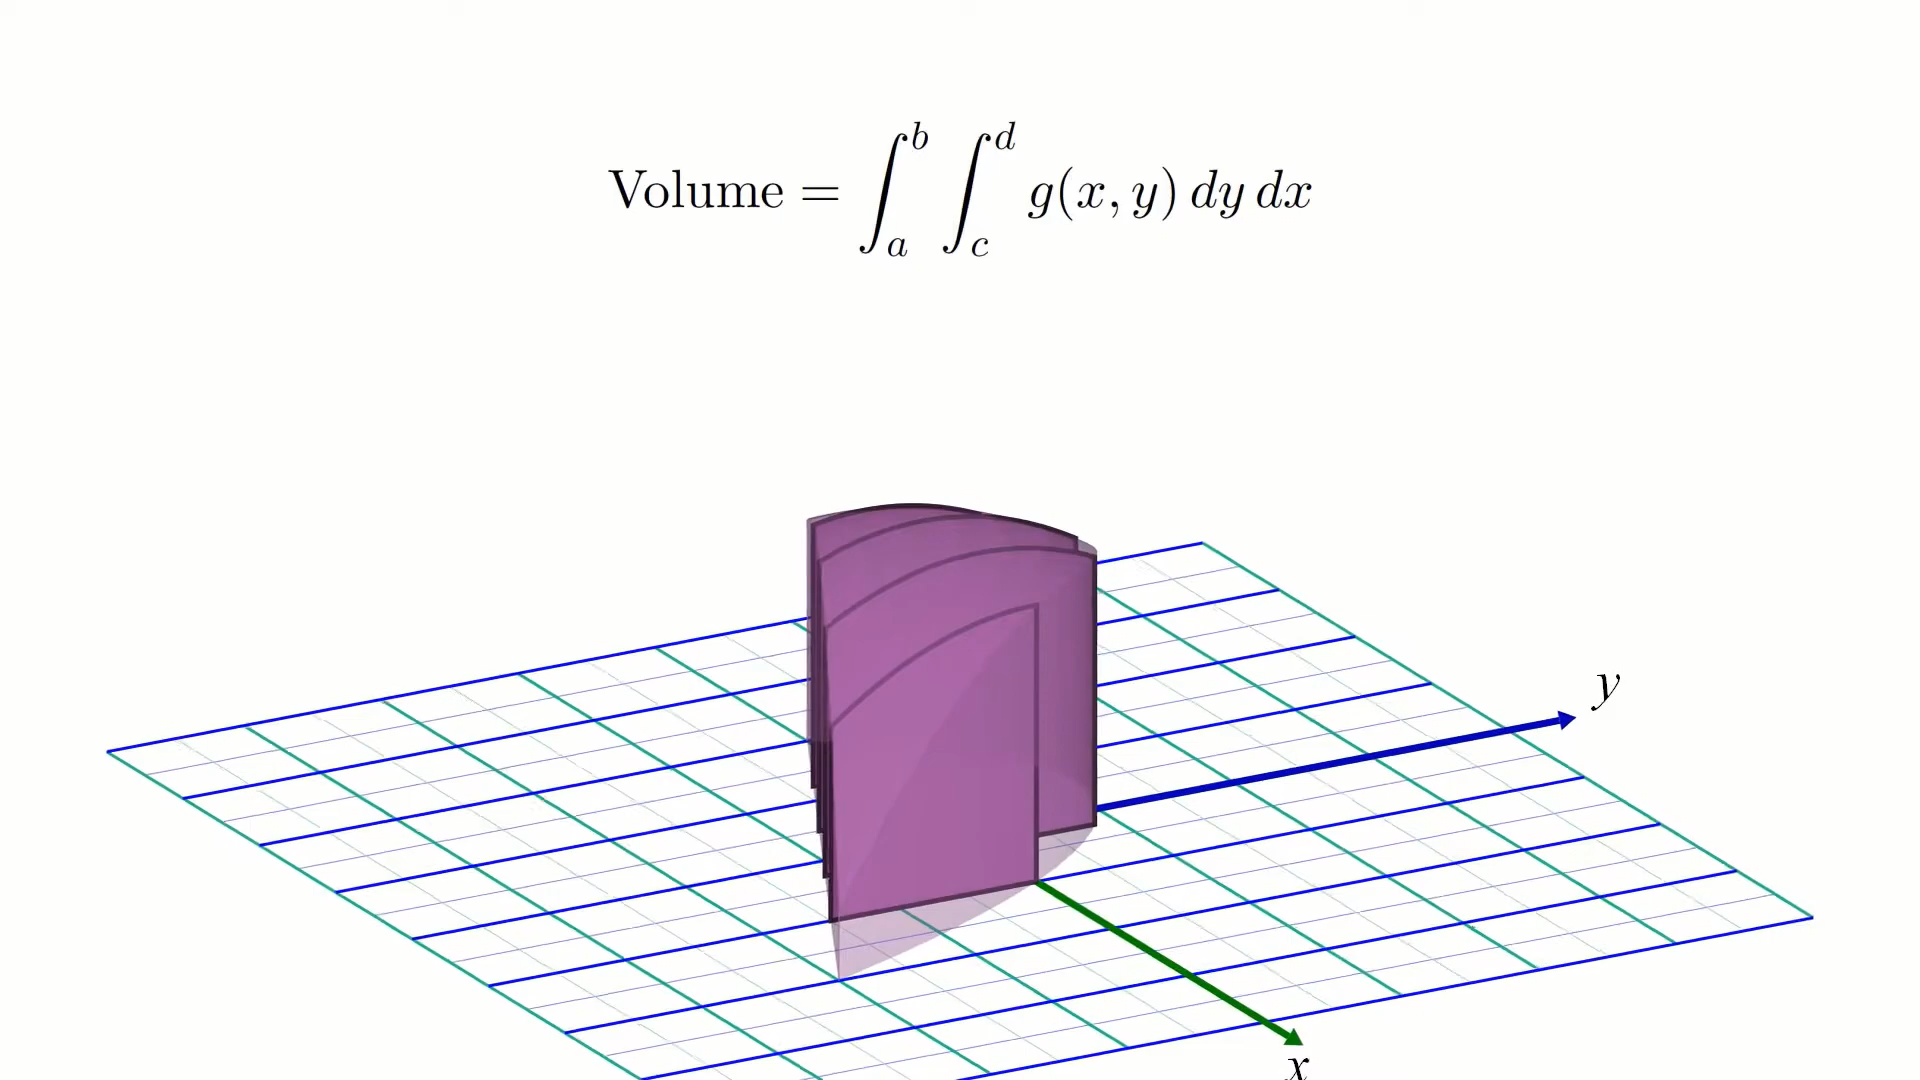 Volume = ∫_a^b ∫_c^d g(x, y) dy dx
y
x